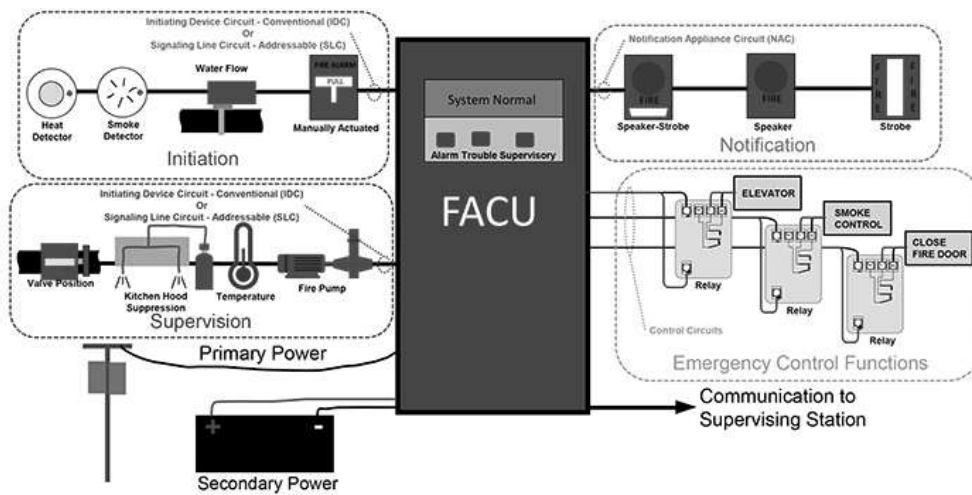 Initiating Device Circuit - Conventional (IDC)
Or
Signaling Line Circuit - Addressable (SLC)
Water Flow
FIRE ALARM
PULL
Heat
Detector
Smoke
Detector
Manually Actuated
Initiation
Initiating Device Circuit - Conventional (IDC)
Or
Signaling Line Circuit - Addressable (SLC)
Valve Position
Kitchen Hood
Suppression
Temperature
Fire Pump
Supervision
Primary Power
+
-
Secondary Power
System Normal
Alarm Trouble Supervisory
FACU
Notification Appliance Circuit (NAC)
FIRE
FIRE
FIRE
FIRE
Speaker-Strobe
Speaker
Strobe
Notification
ELEVATOR
SMOKE
CONTROL
CLOSE
FIRE DOOR
Relay
Relay
Relay
Control Circuits
Emergency Control Functions
Communication to
Supervising Station